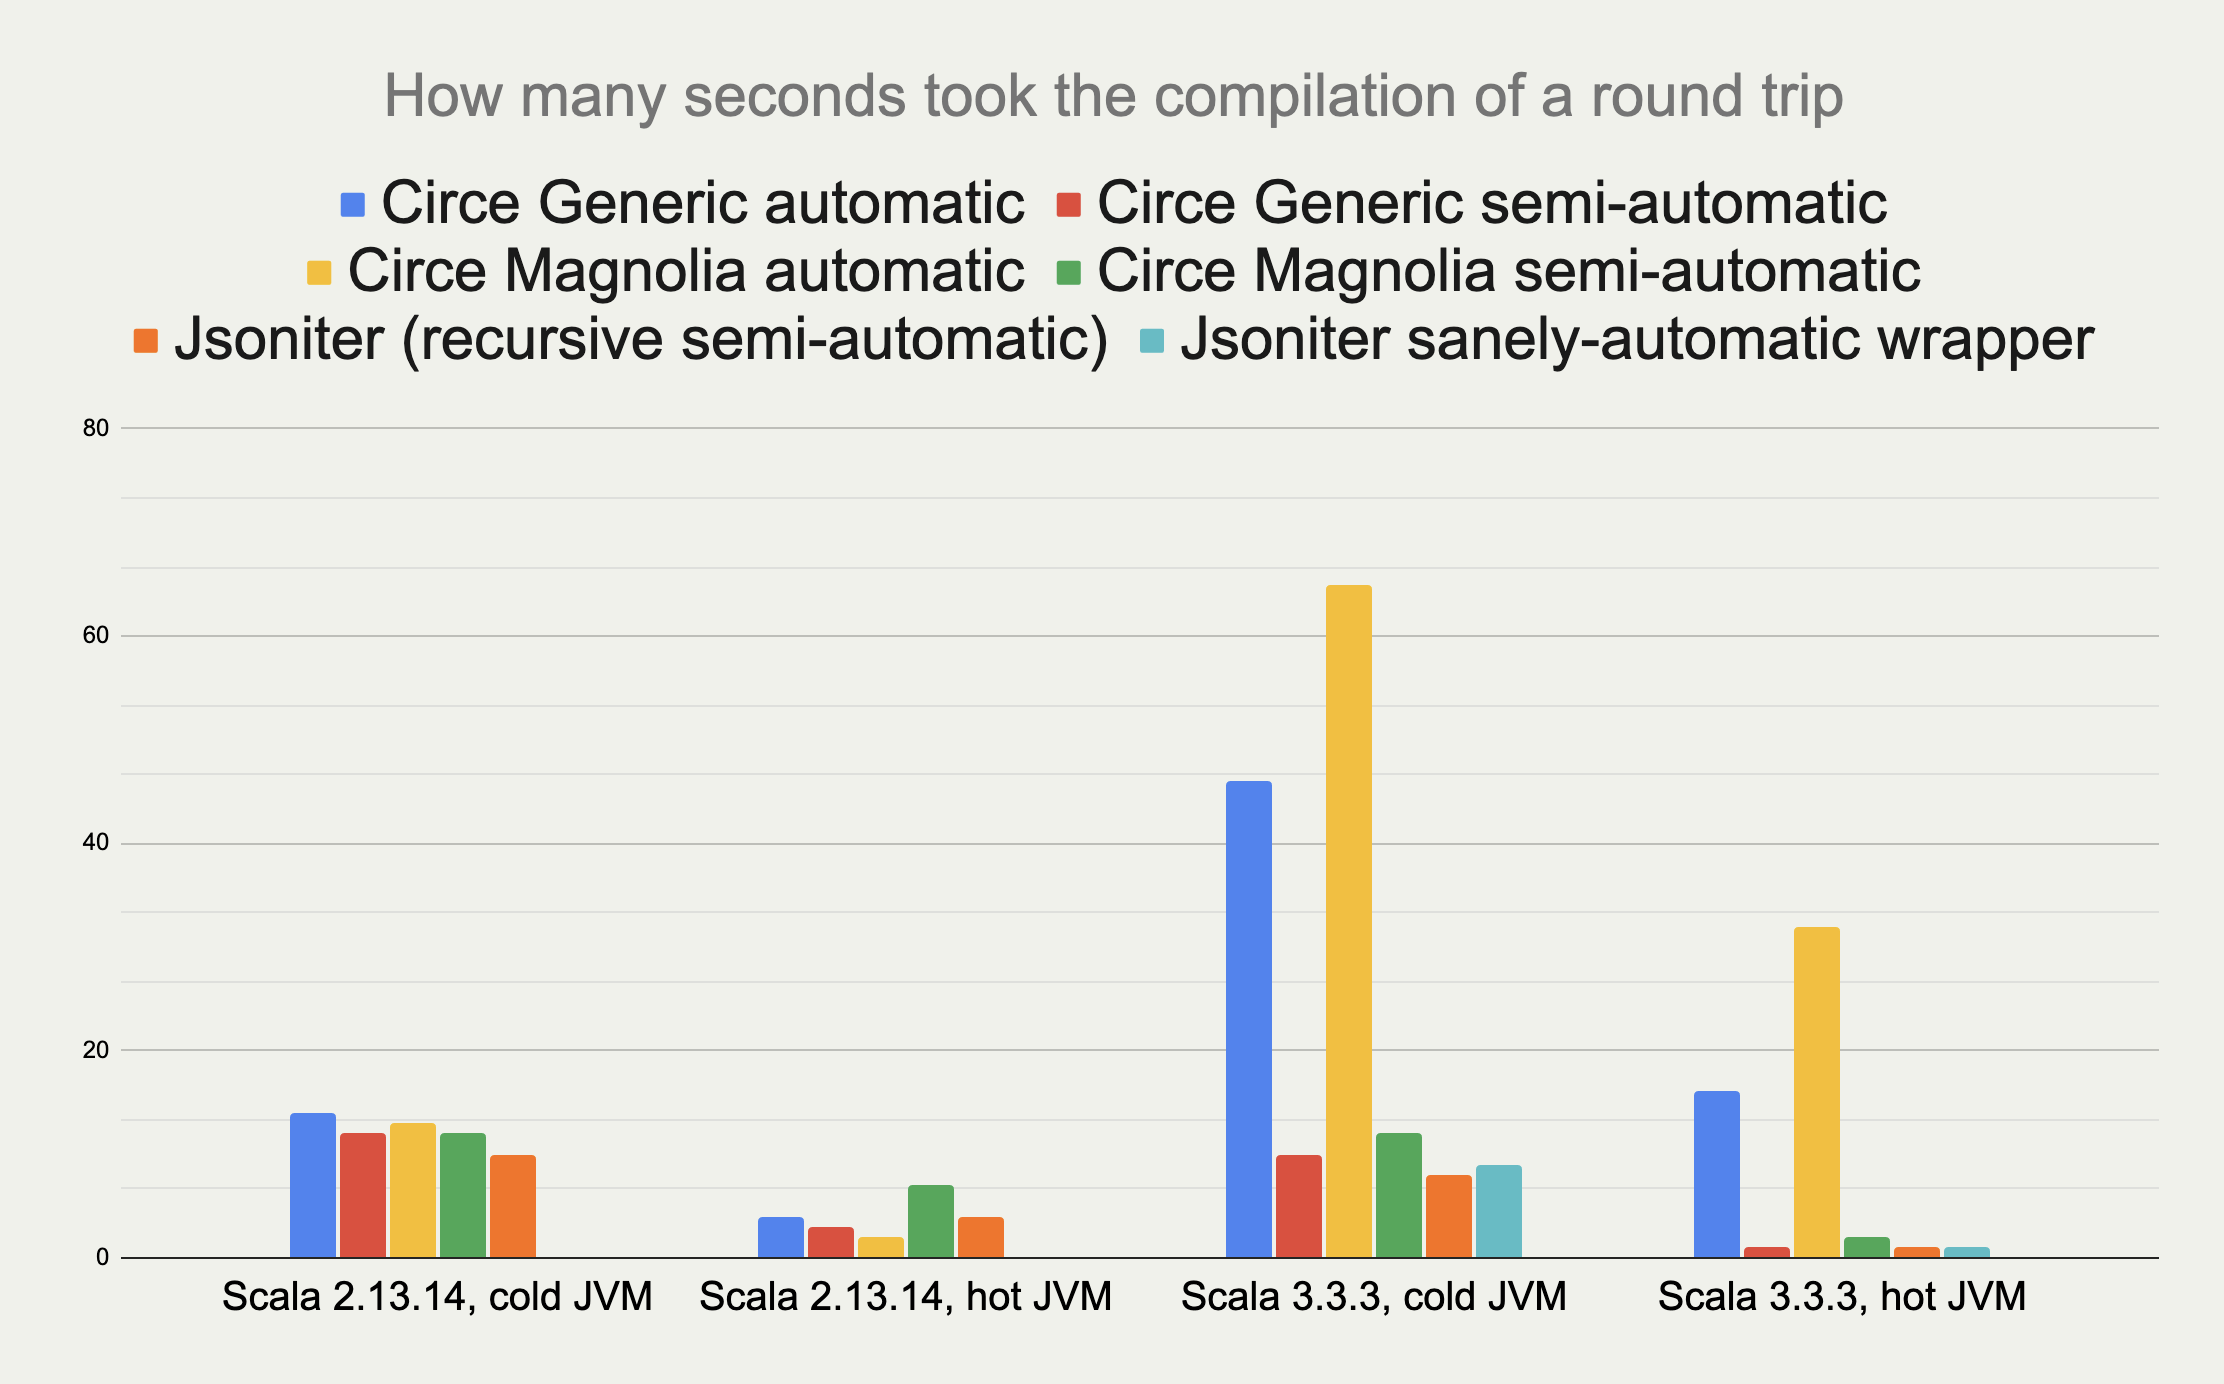 How many seconds took the compilation of a round trip
Circe Generic automatic Circe Generic semi-automatic
Circe Magnolia automatic Circe Magnolia semi-automatic
Jsoniter (recursive semi-automatic) Jsoniter sanely-automatic wrapper
80
60
40
20
0
Scala 2.13.14, cold JVM Scala 2.13.14, hot JVM Scala 3.3.3, cold JVM Scala 3.3.3, hot JVM